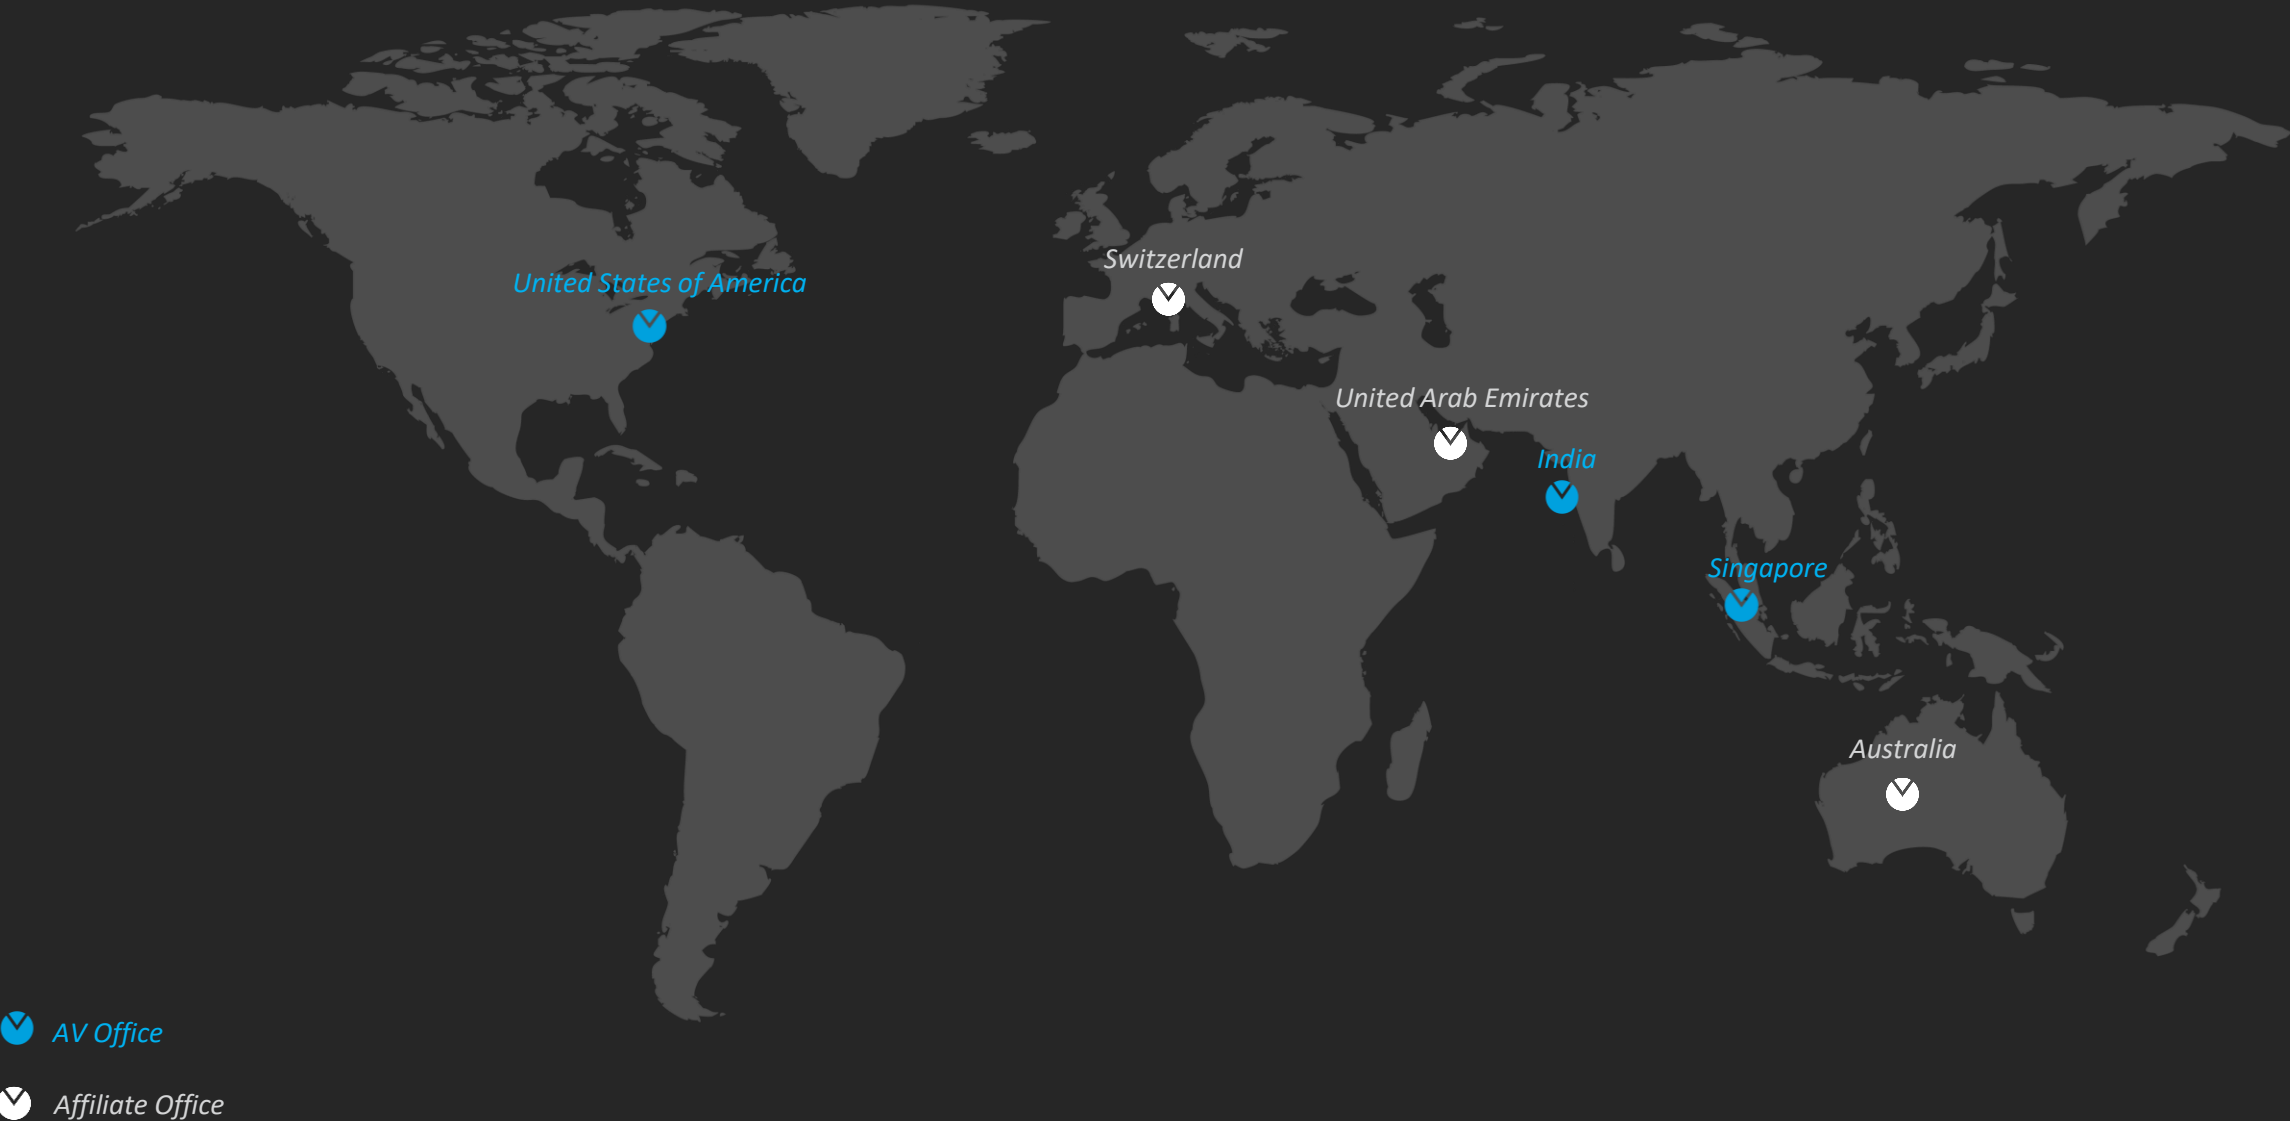 Switzerland
United States of America
United Arab Emirates
India
Singapore
Australia
AV Office
Affiliate Office